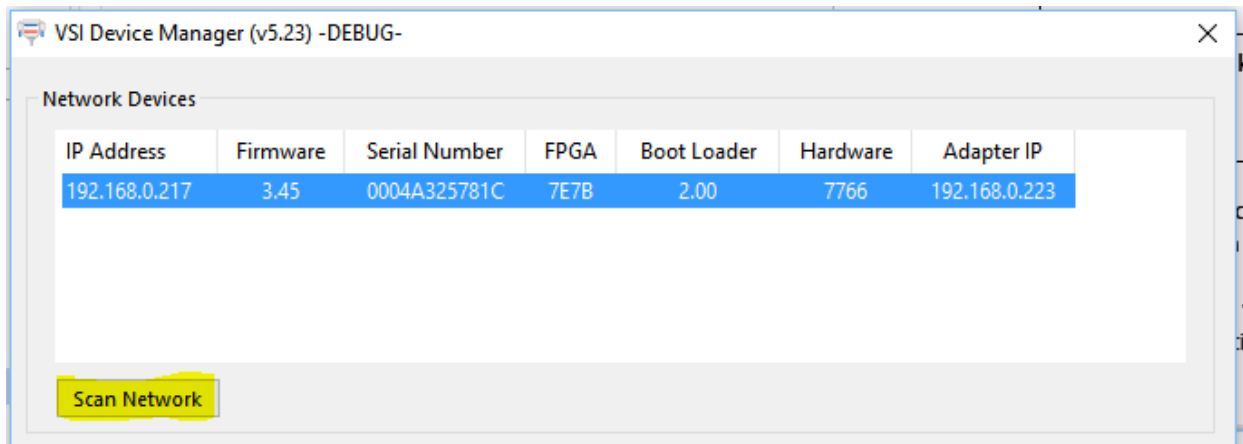 VSI Device Manager (v5.23) -DEBUG-
Network Devices
IP Address Firmware Serial Number FPGA Boot Loader Hardware Adapter IP
192.168.0.217 3.45 0004A325781C 7E7B 2.00 7766 192.168.0.223
Scan Network